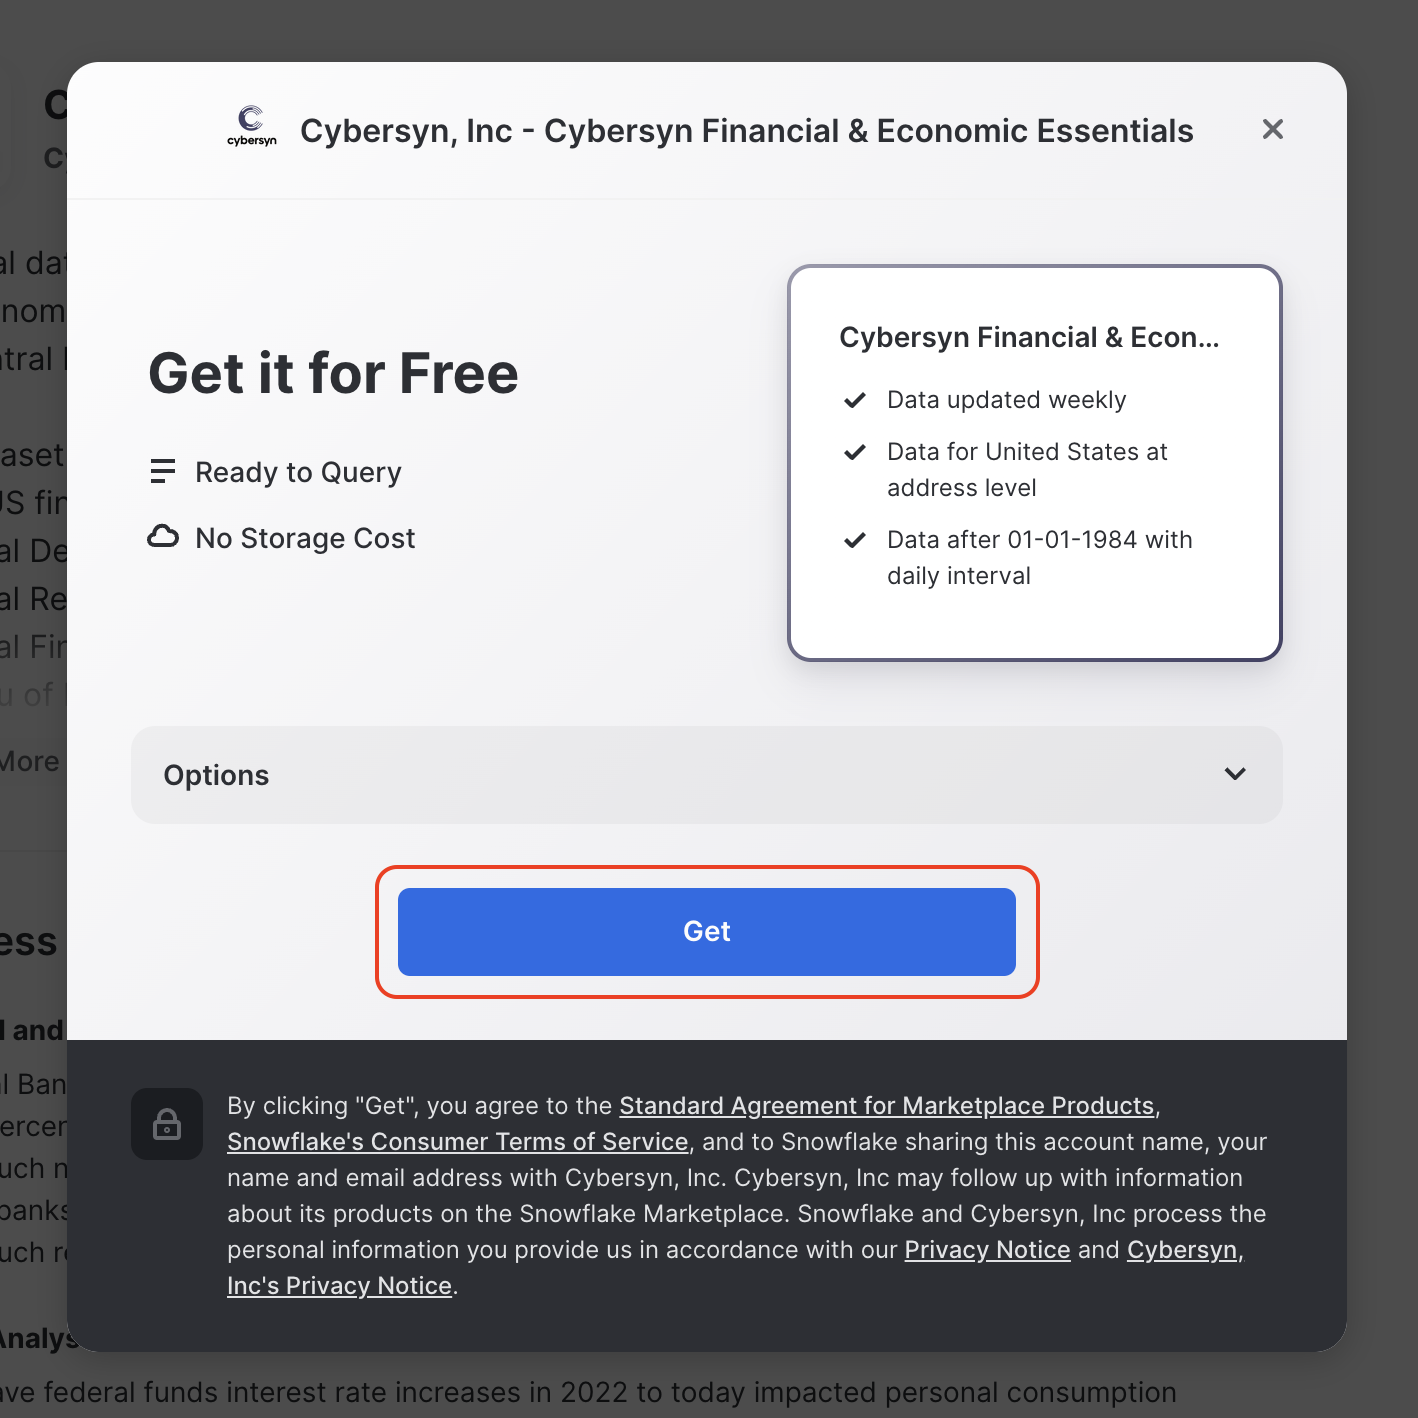 cybersyn
Cybersyn, Inc - Cybersyn Financial & Economic Essentials
Get it for Free
Ready to Query
No Storage Cost
Cybersyn Financial & Econ...
Data updated weekly
Data for United States at
address level
Data after 01-01-1984 with
daily interval
Options
Get
By clicking "Get", you agree to the Standard Agreement for Marketplace Products,
Snowflake's Consumer Terms of Service, and to Snowflake sharing this account name, your
name and email address with Cybersyn, Inc. Cybersyn, Inc may follow up with information
about its products on the Snowflake Marketplace. Snowflake and Cybersyn, Inc process the
personal information you provide us in accordance with our Privacy Notice and Cybersyn,
Inc's Privacy Notice.
More
and
federal funds interest rate increases in 2022 to today impacted personal consumption